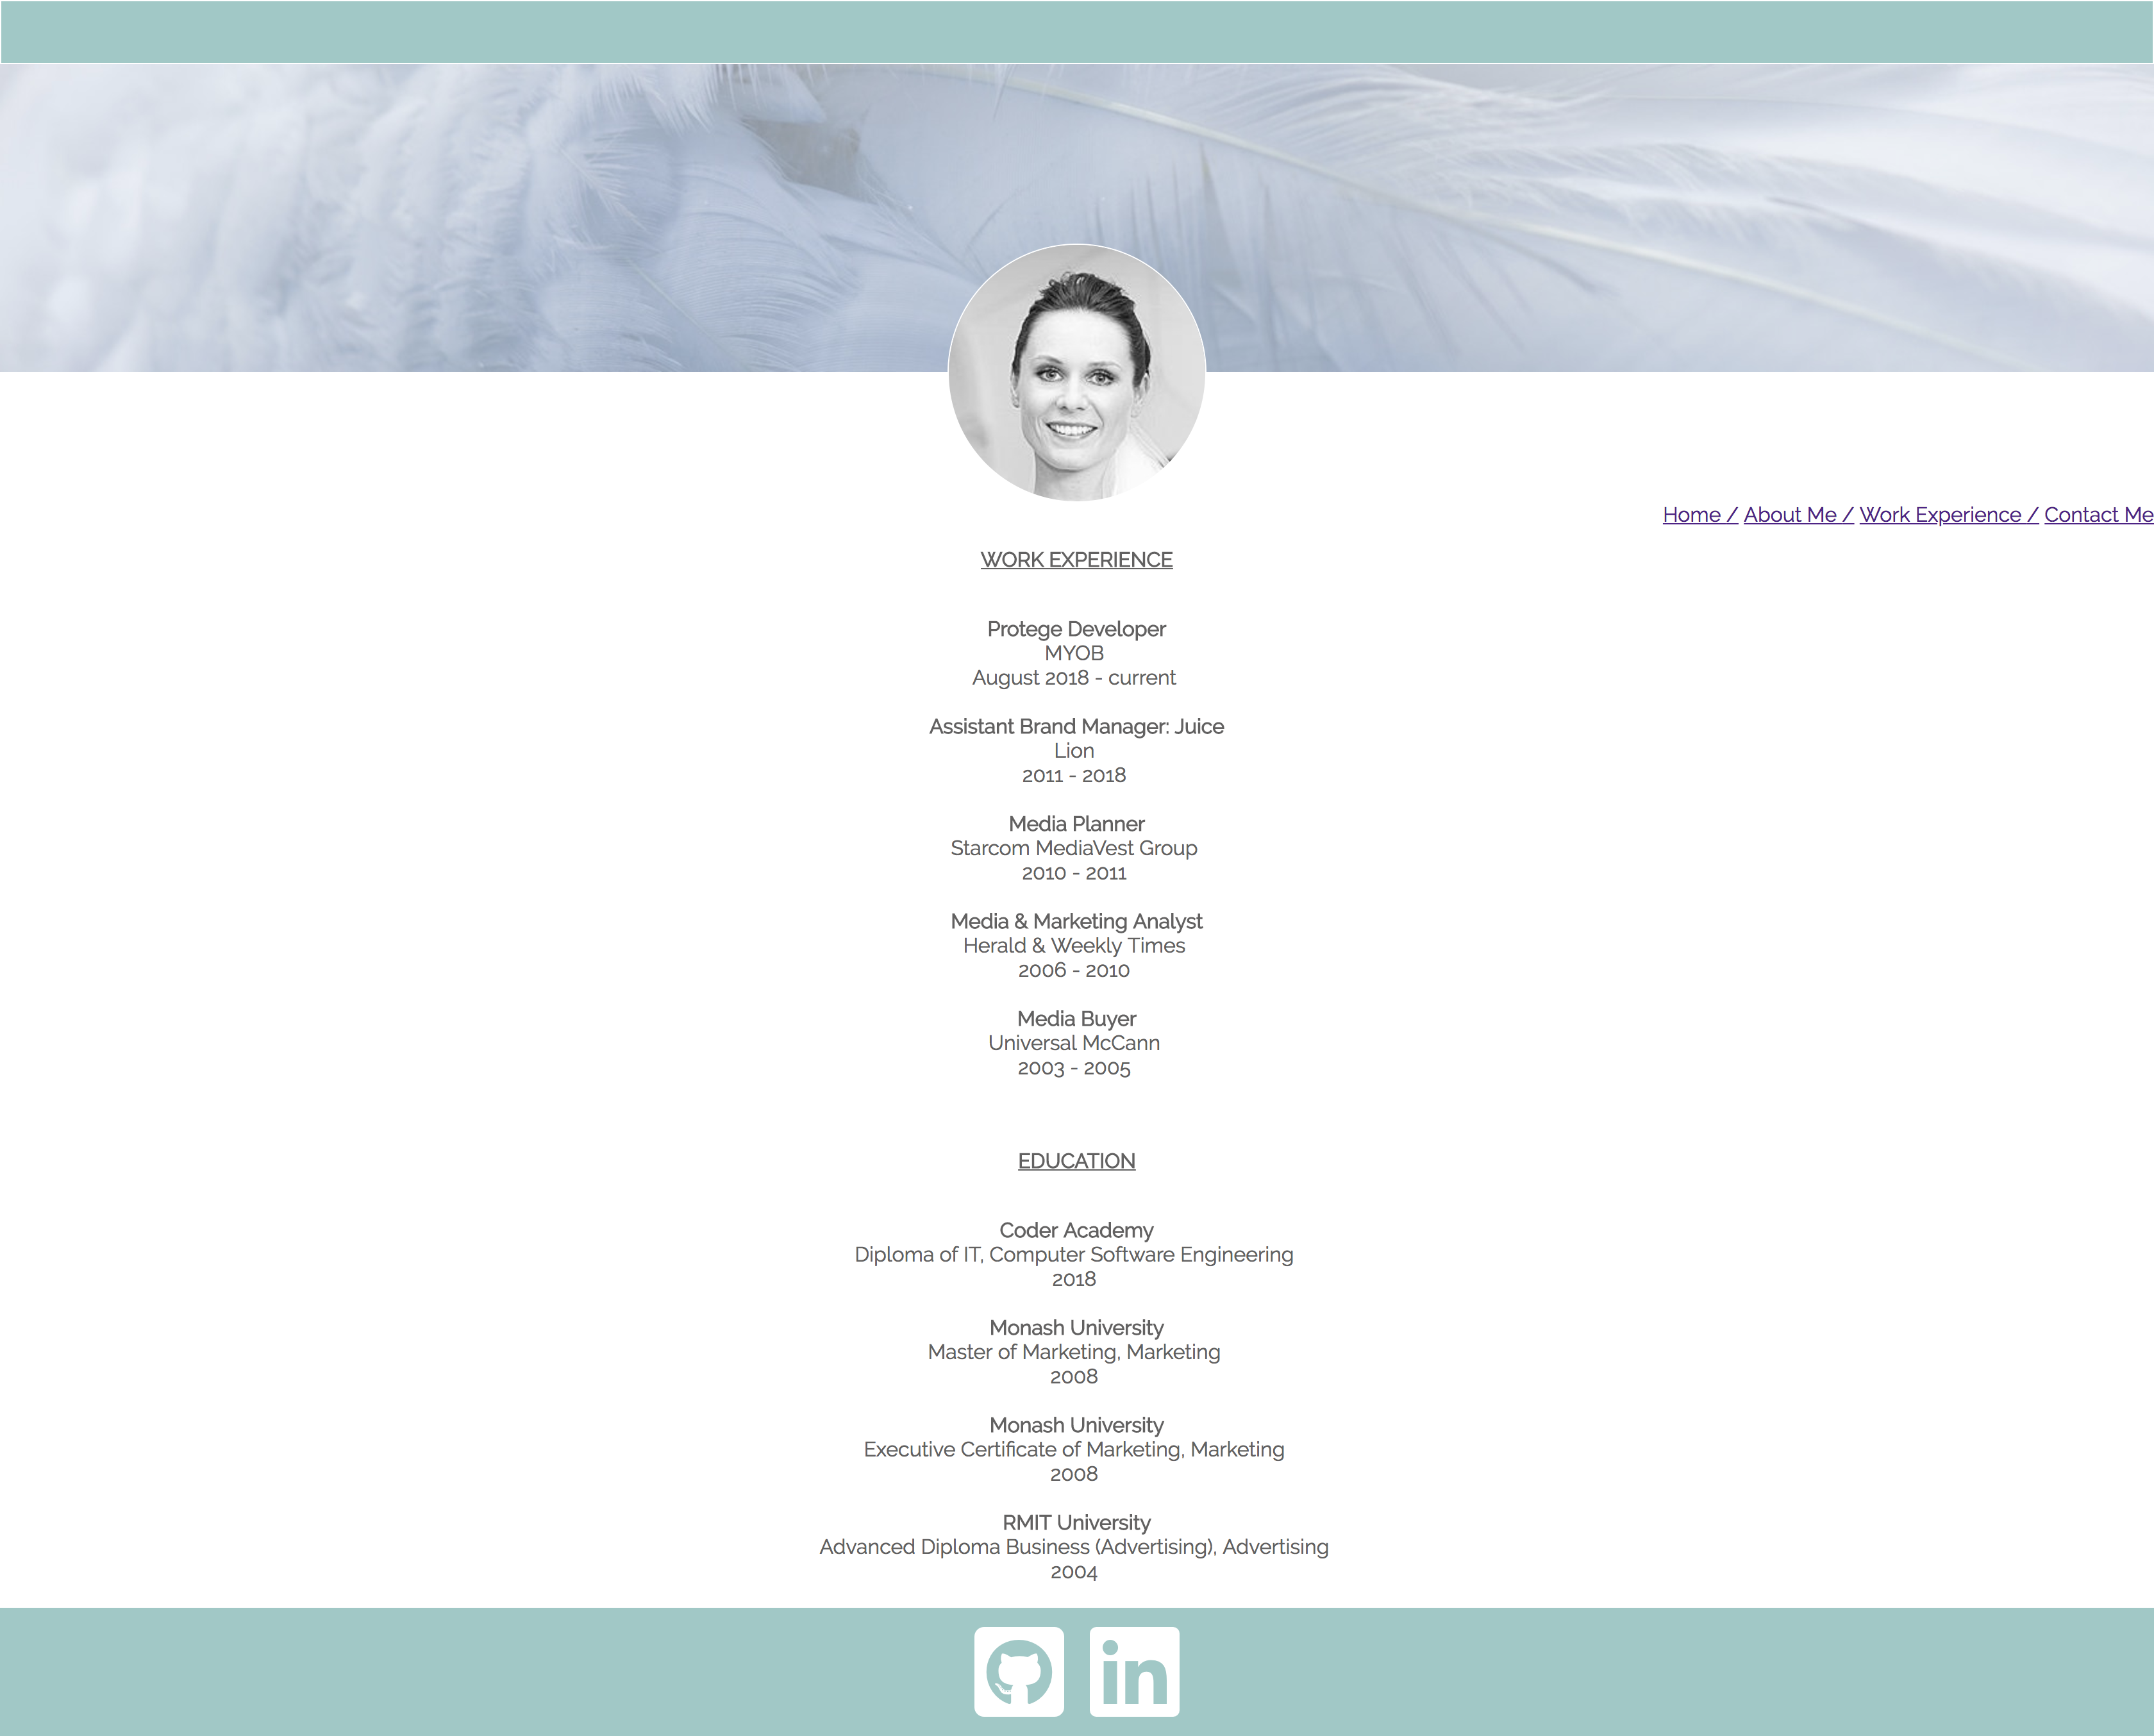 Home / About Me / Work Experience / Contact Me
WORK EXPERIENCE
Protege Developer
MYOB
August 2018 - current
Assistant Brand Manager: Juice
Lion
2011 - 2018
Media Planner
Starcom MediaVest Group
2010 - 2011
Media & Marketing Analyst
Herald & Weekly Times
2006 - 2010
Media Buyer
Universal McCann
2003 - 2005
EDUCATION
Coder Academy
Diploma of IT, Computer Software Engineering
2018
Monash University
Master of Marketing, Marketing
2008
Monash University
Executive Certificate of Marketing, Marketing
2008
RMIT University
Advanced Diploma Business (Advertising), Advertising
2004
in